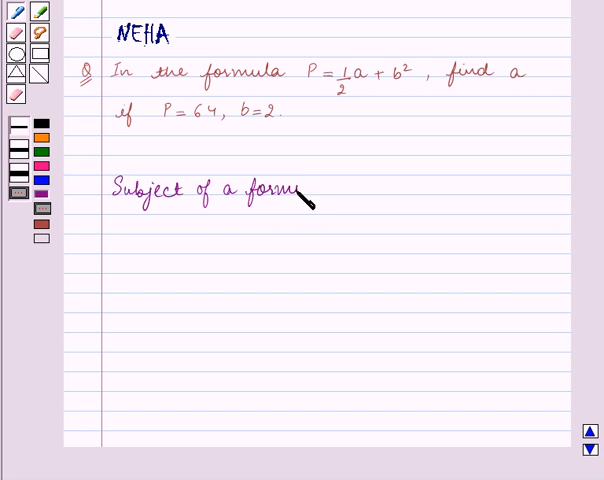 NEHA
Q In the formula P = 1/2 a + b², find a
if P = 64, b = 2.
Subject of a formu